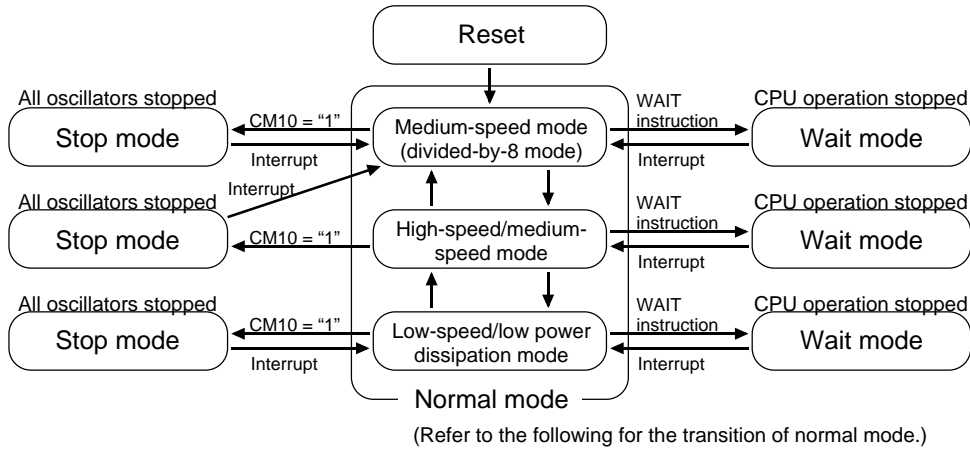 Reset
All oscillators stopped
Stop mode
CM10 = “1”
Interrupt
Medium-speed mode
(divided-by-8 mode)
WAIT
instruction
Interrupt
CPU operation stopped
Wait mode
Interrupt
All oscillators stopped
Stop mode
CM10 = “1”
High-speed/medium-
speed mode
WAIT
instruction
Interrupt
CPU operation stopped
Wait mode
All oscillators stopped
Stop mode
CM10 = “1”
Interrupt
Low-speed/low power
dissipation mode
WAIT
instruction
Interrupt
CPU operation stopped
Wait mode
Normal mode
(Refer to the following for the transition of normal mode.)